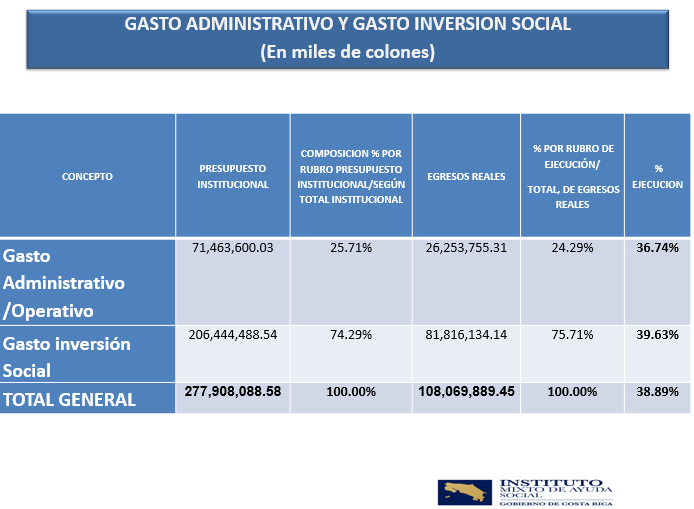 GASTO ADMINISTRATIVO Y GASTO INVERSION SOCIAL
(En miles de colones)
CONCEPTO
PRESUPUESTO
INSTITUCIONAL
COMPOSICION % POR
RUBRO PRESUPUESTO
INSTITUCIONAL/SEGÚN
TOTAL INSTITUCIONAL
EGRESOS REALES
% POR RUBRO DE
EJECUCIÓN/
TOTAL, DE EGRESOS
REALES
%
EJECUCION
Gasto
Administrativo
/Operativo
71,463,600.03
25.71%
26,253,755.31
24.29%
36.74%
Gasto inversión
Social
206,444,488.54
74.29%
81,816,134.14
75.71%
39.63%
TOTAL GENERAL
277,908,088.58
100.00%
108,069,889.45
100.00%
38.89%
INSTITUTO
MIXTO DE AYUDA
SOCIAL
GOBIERNO DE COSTA RICA